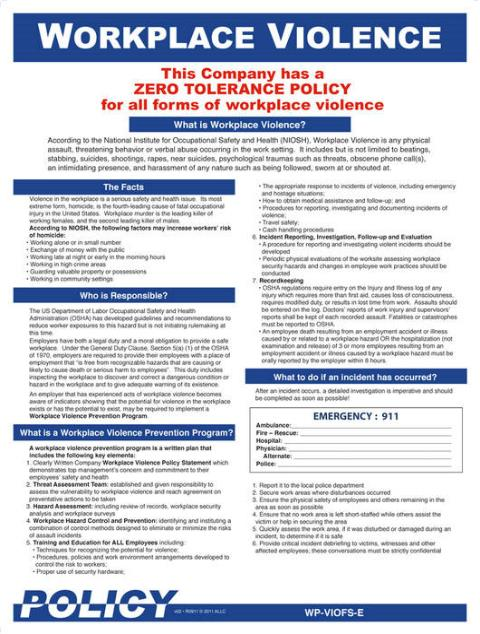 WORKPLACE VIOLENCE
This Company has a
ZERO TOLERANCE POLICY
for all forms of workplace violence
What is Workplace Violence?
According to the National Institute for Occupational Safety and Health (NIOSH), Workplace Violence is any physical
assault, threatening behavior or verbal abuse occurring in the work setting. It includes but is not limited to beatings,
stabbing, suicides, shootings, rapes, near suicides, psychological traumas such as threats, obscene phone call(s),
an intimidating presence, and harassment of any nature such as being followed, sworn at or shouted at.
The Facts
Violence in the workplace is a serious safety and health issue. Its most
extreme form, homicide, is the fourth-leading cause of fatal occupational
injury in the United States. Workplace murder is the leading killer of
working females, and the second leading killer of males.
According to NIOSH, the following factors may increase workers' risk
of homicide:
• Working alone or in small number
• Exchange of money with the public
• Working late at night or early in the morning hours
• Working in high crime areas
• Guarding valuable property or possessions
• Working in community settings
Who is Responsible?
The US Department of Labor Occupational Safety and Health
Administration (OSHA) has developed guidelines and recommendations to
reduce worker exposures to this hazard but is not initiating rulemaking at
this time.
Employers have both a legal duty and a moral obligation to provide a safe
workplace. Under the General Duty Clause, Section 5(a) (1) of the OSHA
of 1970, employers are required to provide their employees with a place of
employment that "is free from recognizable hazards that are causing or
likely to cause death or serious harm to employees" This duty includes
inspecting the workplace to discover and correct a dangerous condition or
hazard in the workplace and to give adequate warning of its existence.
An employer that has experienced acts of workplace violence becomes
aware of indicators showing that the potential for violence in the workplace
exists or has the potential to exist, may be required to implement a
Workplace Violence Prevention Program.
What is a Workplace Violence Prevention Program?
A workplace violence prevention program is a written plan that
includes the following key elements:
1. Clearly Written Company Workplace Violence Policy Statement which
demonstrates top management's concern and commitment to their
employees' safety and health
2. Threat Assessment Team: established and given responsibility to
assess the vulnerability to workplace violence and reach agreement on
preventive actions to be taken
3. Hazard Assessment: including review of records, workplace security
analysis and workplace surveys
4. Workplace Hazard Control and Prevention: identifying and instituting a
combination of control methods designed to eliminate or minimize the risks
of assault incidents
5. Training and Education for ALL Employees including:
• Techniques for recognizing the potential for violence;
• Procedures, policies and work environment arrangements developed to
control the risk to workers;
• Proper use of security hardware;
• The appropriate response to incidents of violence, including emergency
and hostage situations;
• How to obtain medical assistance and follow-up; and
• Procedures for reporting, investigating and documenting incidents of
violence;
• Travel safety;
• Cash handling procedures
6. Incident Reporting, Investigation, Follow-up and Evaluation
• A procedure for reporting and investigating violent incidents should be
developed
• Periodic physical evaluations of the worksite assessing workplace
security hazards and changes in employee work practices should be
conducted
7. Recordkeeping
• OSHA regulations require entry on the Injury and Illness log of any
injury which requires more than first aid, causes loss of consciousness,
requires modified duty, or results in lost time from work. Assaults should
be entered on the log. Doctors' reports of work injury and supervisors'
reports shall be kept of each recorded assault. Fatalities or catastrophes
must be reported to OSHA.
• An employee death resulting from an employment accident or illness
caused by or related to a workplace hazard OR the hospitalization (not
examination and release) of 3 or more employees resulting from an
employment accident or illness caused by a workplace hazard must be
orally reported by the employer within 8 hours.
What to do if an incident has occurred?
After an incident occurs, a detailed investigation is imperative and should
be completed as soon as possible!
EMERGENCY : 911
Ambulance:
Fire – Rescue:
Hospital:
Physician:
Alternate:
Police:
1. Report it to the local police department
2. Secure work areas where disturbances occurred
3. Ensure the physical safety of employees and others remaining in the
area as soon as possible
4. Ensure that no work area is left short-staffed while others assist the
victim or help in securing the area
5. Quickly assess the work area, if it was disturbed or damaged during an
incident, to determine if it is safe
6. Provide critical incident debriefing to victims, witnesses and other
affected employees; these conversations must be strictly confidential
POLICY
© 2011 ALLC
WP-VIOFS-E